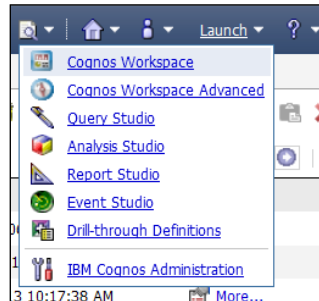 Launch
?
Cognos Workspace
Cognos Workspace Advanced
Query Studio
Analysis Studio
Report Studio
Event Studio
Drill-through Definitions
IBM Cognos Administration
3 10:17:38 AM
More...